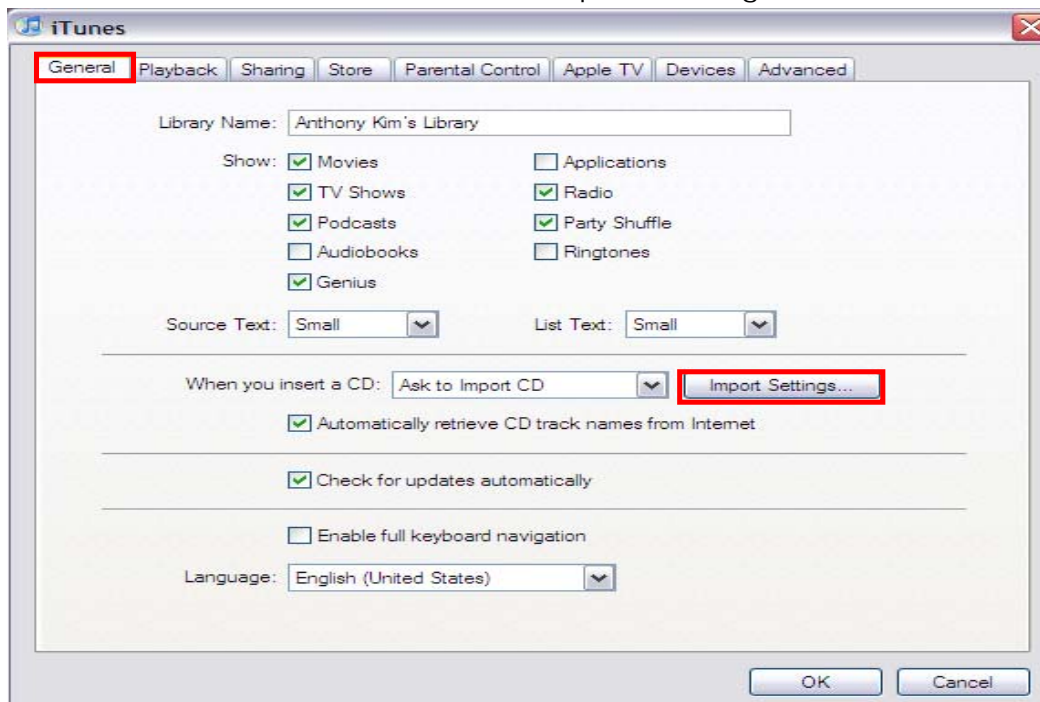 iTunes
General Playback Sharing Store Parental Control Apple TV Devices Advanced
Library Name: Anthony Kim's Library
Show: Movies Applications
TV Shows Radio
Podcasts Party Shuffle
Audiobooks Ringtones
Genius
Source Text: Small List Text: Small
When you insert a CD: Ask to Import CD Import Settings...
Automatically retrieve CD track names from Internet
Check for updates automatically
Enable full keyboard navigation
Language: English (United States)
OK Cancel